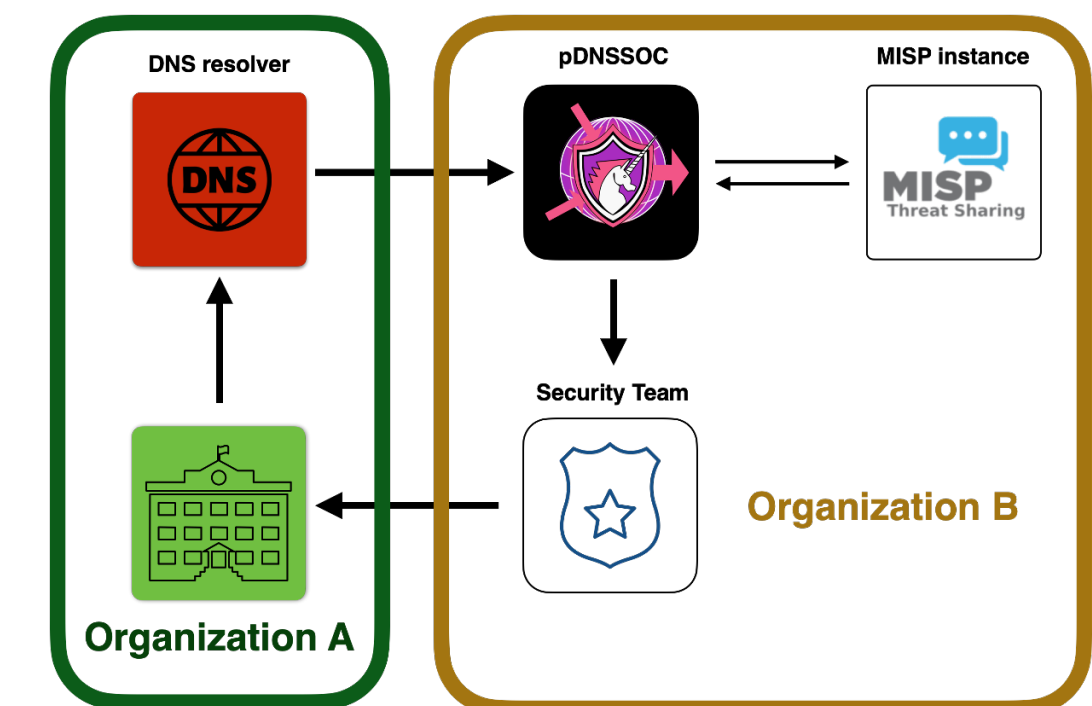 DNS resolver
pDNSSOC
MISP instance
DNS
MISP
Threat Sharing
Security Team
Organization B
Organization A